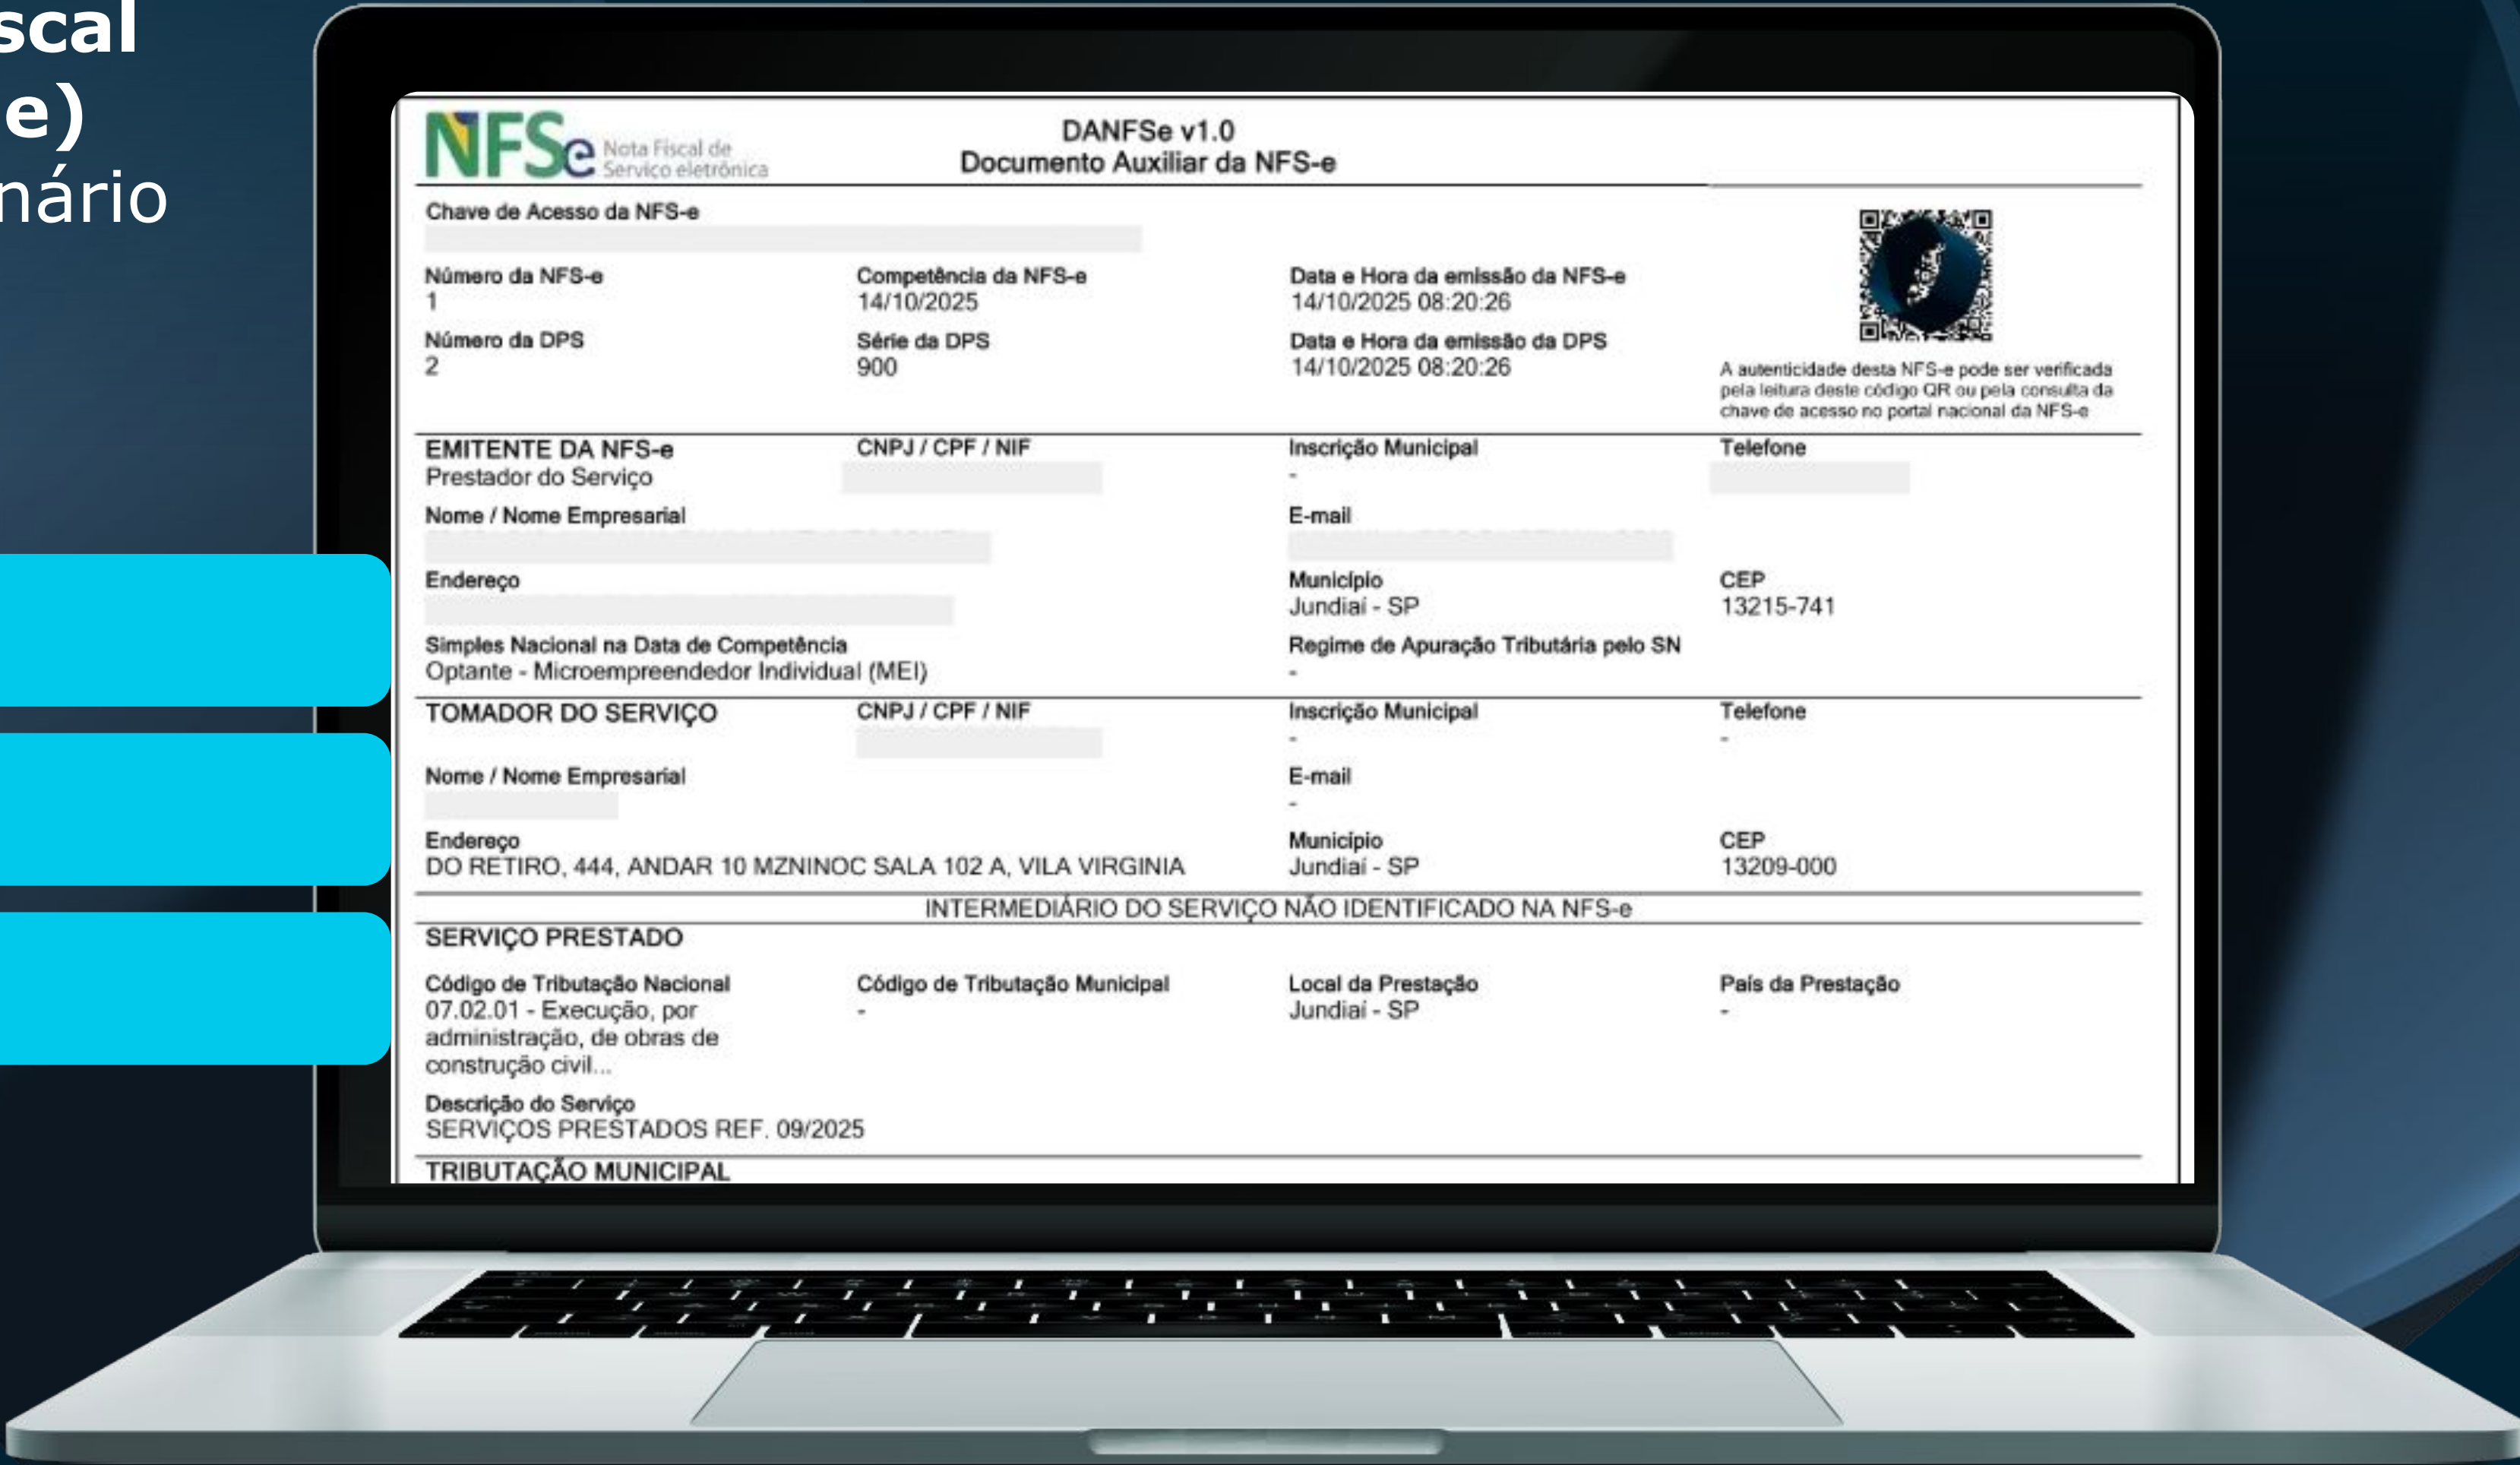 scal
e)
nário
NFSe Nota Fiscal de
Serviço eletrônica
DANFSe v1.0
Documento Auxiliar da NFS-e
Chave de Acesso da NFS-e
Número da NFS-e
1
Competência da NFS-e
14/10/2025
Data e Hora da emissão da NFS-e
14/10/2025 08:20:26
Número da DPS
2
Série da DPS
900
Data e Hora da emissão da DPS
14/10/2025 08:20:26
A autenticidade desta NFS-e pode ser verificada
pela leitura deste código QR ou pela consulta da
chave de acesso no portal nacional da NFS-e
EMITENTE DA NFS-e
Prestador do Serviço
CNPJ / CPF / NIF
Inscrição Municipal
-
Telefone
Nome / Nome Empresarial
E-mail
Endereço
Município
Jundiaí - SP
CEP
13215-741
Simples Nacional na Data de Competência
Optante - Microempreendedor Individual (MEI)
Regime de Apuração Tributária pelo SN
-
TOMADOR DO SERVIÇO
CNPJ / CPF / NIF
Inscrição Municipal
-
Telefone
-
Nome / Nome Empresarial
E-mail
-
Endereço
DO RETIRO, 444, ANDAR 10 MZNINOC SALA 102 A, VILA VIRGINIA
Município
Jundiaí - SP
CEP
13209-000
INTERMEDIÁRIO DO SERVIÇO NÃO IDENTIFICADO NA NFS-e
SERVIÇO PRESTADO
Código de Tributação Nacional
07.02.01 - Execução, por
administração, de obras de
construção civil...
Código de Tributação Municipal
-
Local da Prestação
Jundiaí - SP
País da Prestação
-
Descrição do Serviço
SERVIÇOS PRESTADOS REF. 09/2025
TRIBUTAÇÃO MUNICIPAL